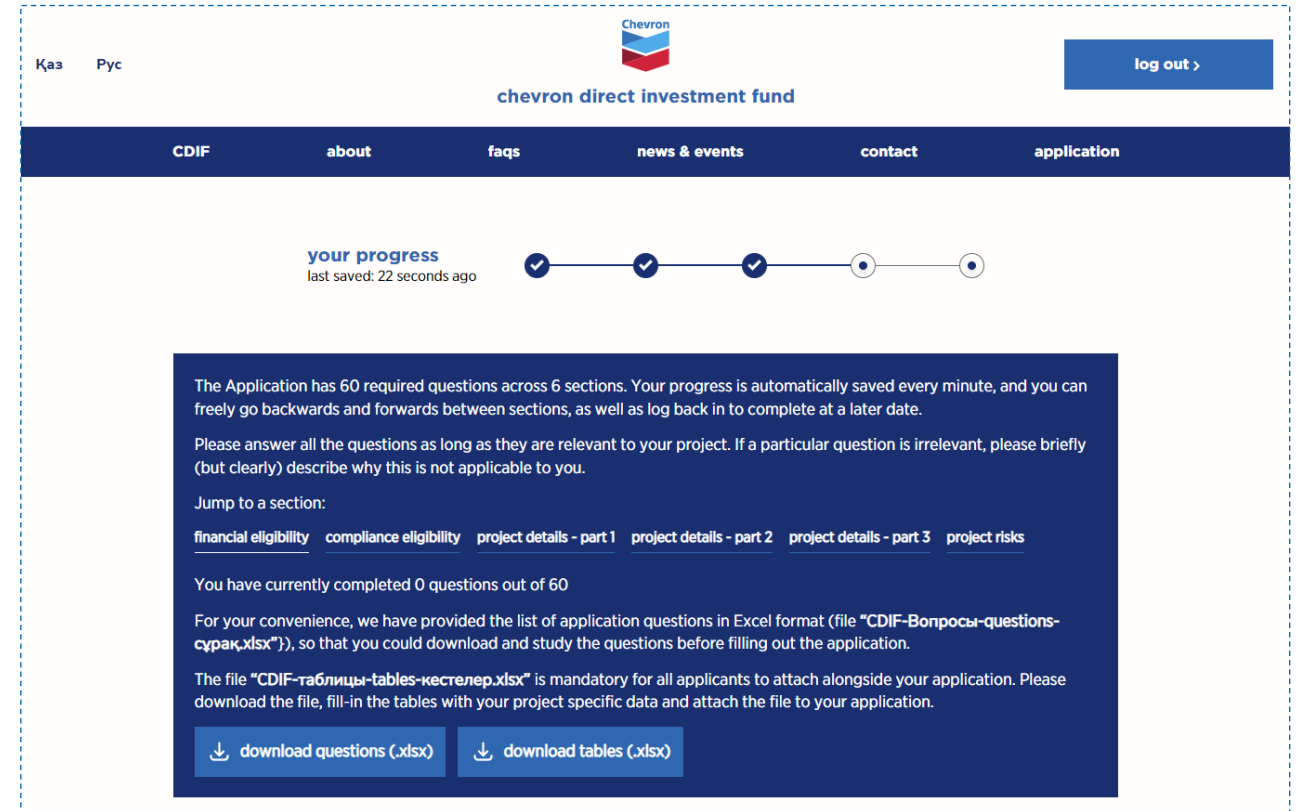 Chevron
Қаз Рус
log out ›
chevron direct investment fund
CDIF about faqs news & events contact application
your progress
last saved: 22 seconds ago
The Application has 60 required questions across 6 sections. Your progress is automatically saved every minute, and you can
freely go backwards and forwards between sections, as well as log back in to complete at a later date.
Please answer all the questions as long as they are relevant to your project. If a particular question is irrelevant, please briefly
(but clearly) describe why this is not applicable to you.
Jump to a section:
financial eligibility compliance eligibility project details - part 1 project details - part 2 project details - part 3 project risks
You have currently completed 0 questions out of 60
For your convenience, we have provided the list of application questions in Excel format (file “CDIF-Вопросы-questions-
сұрақ.xlsx”}), so that you could download and study the questions before filling out the application.
The file “CDIF-таблицы-tables-кестелер.xlsx” is mandatory for all applicants to attach alongside your application. Please
download the file, fill-in the tables with your project specific data and attach the file to your application.
download questions (.xlsx) download tables (.xlsx)